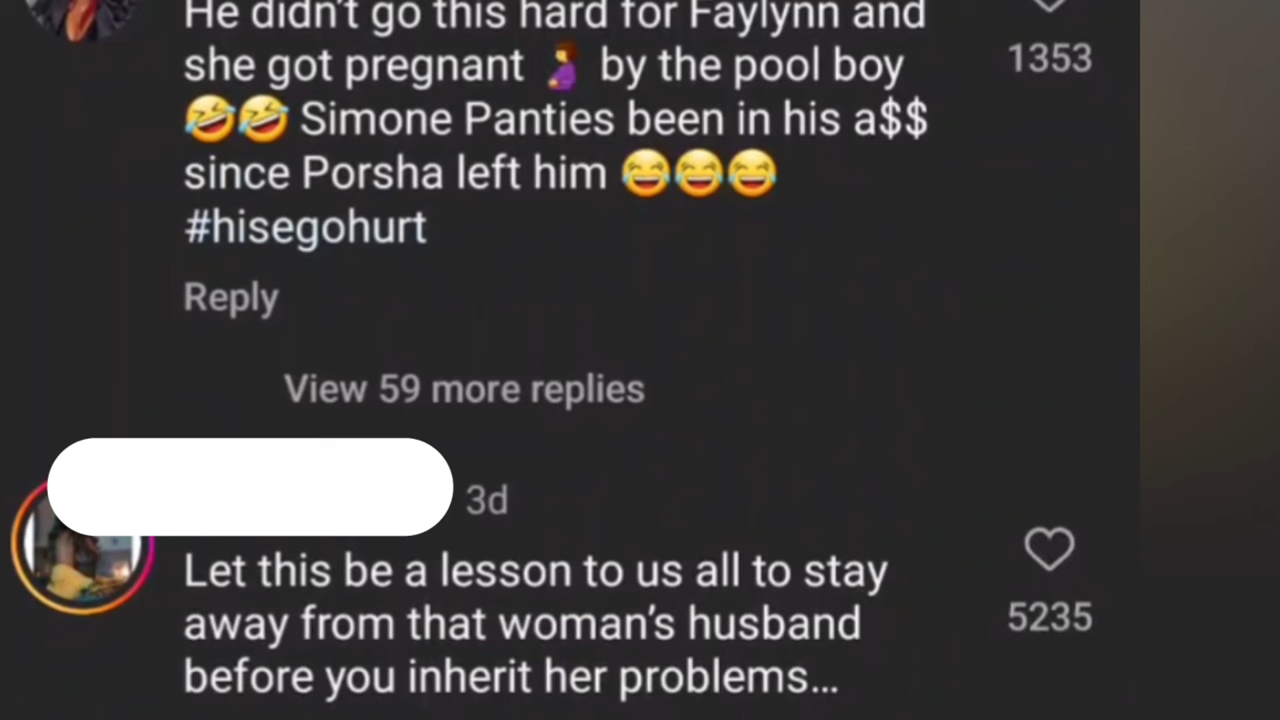 He didn't go this hard for Faylynn and
she got pregnant 🤰 by the pool boy
🤣🤣 Simone Panties been in his a$$
since Porsha left him 😂😂😂
#hisegohurt
1353
Reply
View 59 more replies
3d
Let this be a lesson to us all to stay
away from that woman's husband
before you inherit her problems...
5235